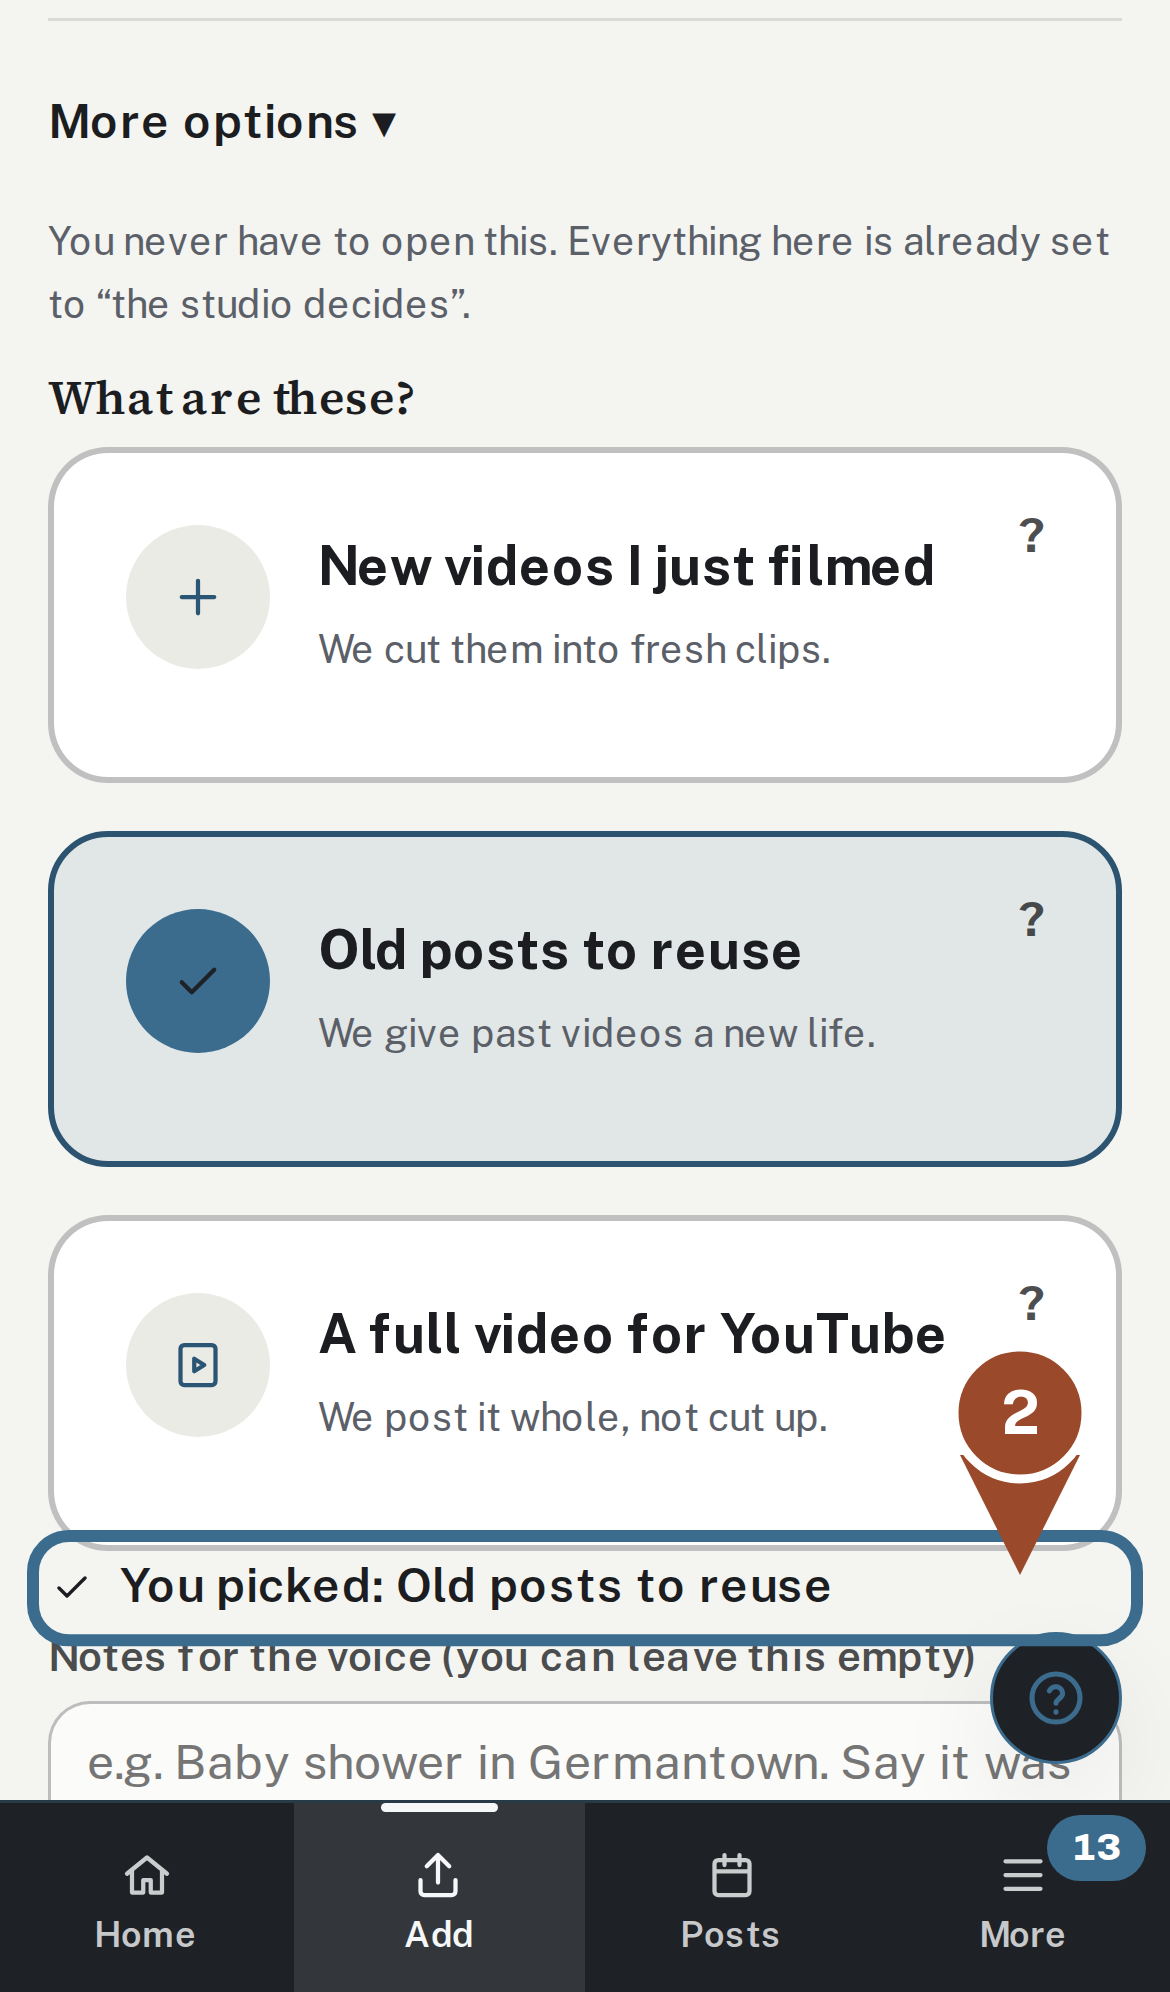 More options ▼
You never have to open this. Everything here is already set
to “the studio decides”.
What are these?
New videos I just filmed
?
We cut them into fresh clips.
Old posts to reuse
?
We give past videos a new life.
A full video for YouTube
?
We post it whole, not cut up.
2
You picked: Old posts to reuse
Notes for the voice (you can leave this empty)
e.g. Baby shower in Germantown. Say it was
13
Home
Add
Posts
More